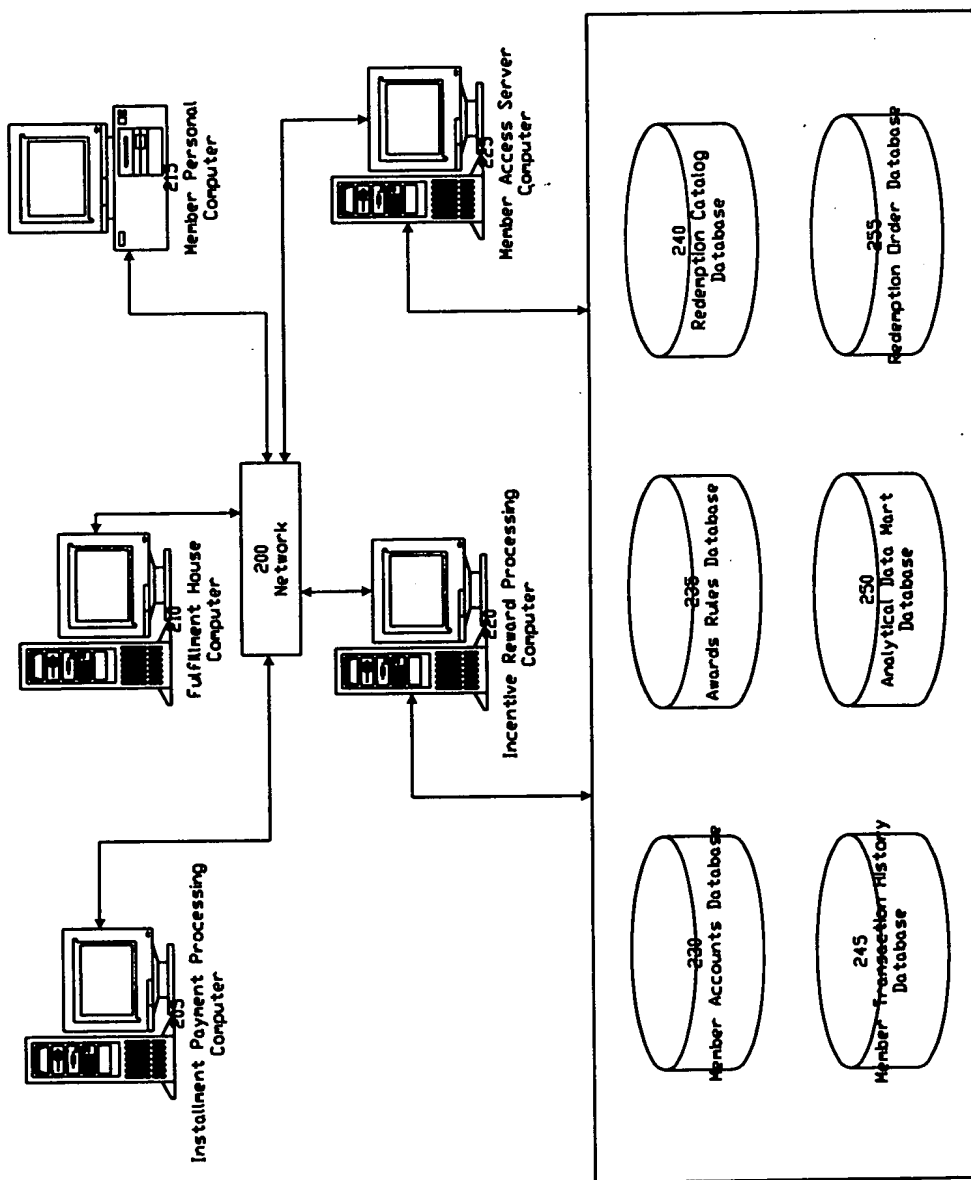 205
Installment Payment Processing
Computer
210
Fulfillment House
Computer
215
Member Personal
Computer
200
Network
220
Incentive Reward Processing
Computer
225
Member Access Server
Computer
230
Member Accounts Database
235
Awards Rules Database
240
Redemption Catalog
Database
245
Member Transaction History
Database
250
Analytical Data Mart
Database
255
Redemption Order Database